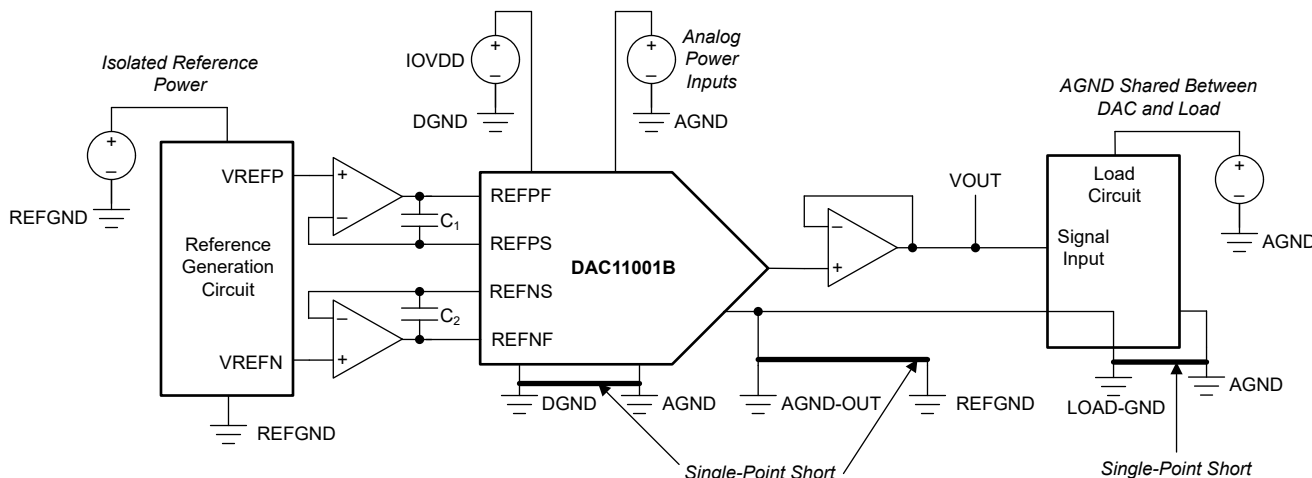 Isolated Reference
Power
IOVDD
+
−
DGND
+
−
AGND
Analog
Power
Inputs
AGND Shared Between
DAC and Load
+
−
REFGND
VREFP
Reference
Generation
Circuit
VREFN
REFGND
+
−
C1
−
+
C2
REFPF
REFPS
DAC11001B
REFNS
REFNF
−
+
VOUT
Load
Circuit
Signal
Input
+
−
AGND
DGND
AGND
AGND-OUT
REFGND
LOAD-GND
AGND
Single-Point Short
Single-Point Short